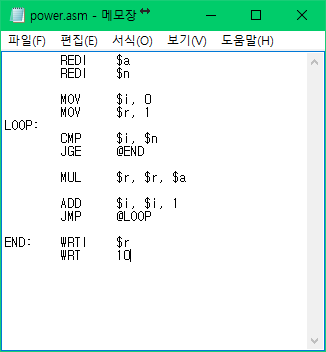 power.asm - 메모장
파일(F) 편집(E) 서식(O) 보기(V) 도움말(H)
REDI $a
REDI $n
MOV $i, 0
MOV $r, 1
LOOP:
CMP $i, $n
JGE @END
MUL $r, $r, $a
ADD $i, $i, 1
JMP @LOOP
END: WRTI $r
WRT 10